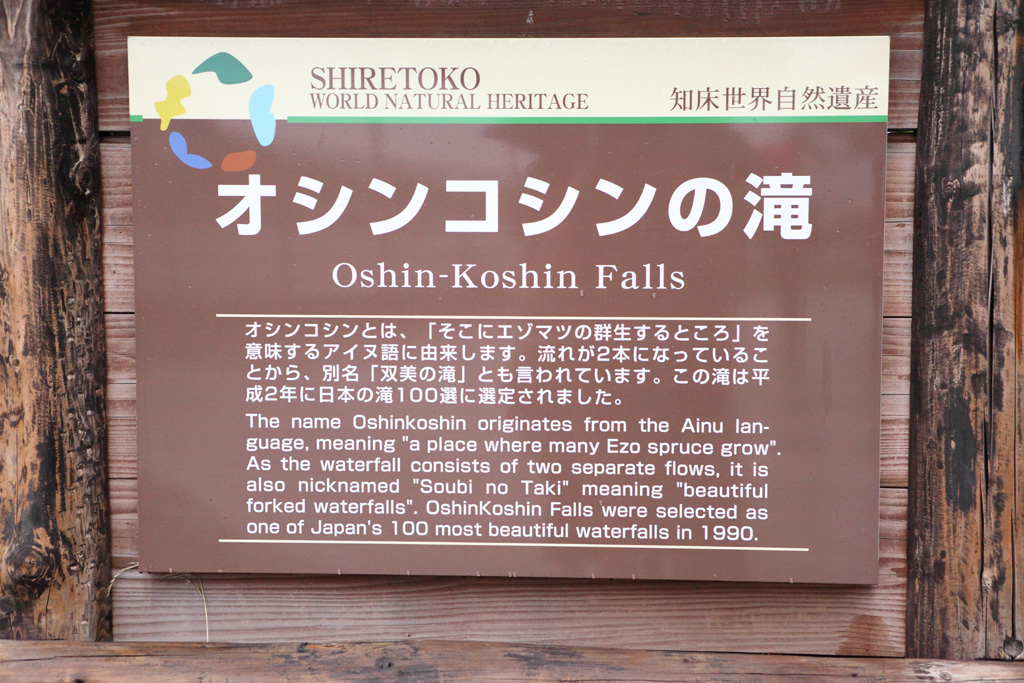 SHIRETOKO
WORLD NATURAL HERITAGE
知床世界自然遺産
オシンコシンの滝
Oshin-Koshin Falls
オシンコシンとは、「そこにエゾマツの群生するところ」を
意味するアイヌ語に由来します。流れが2本になっているこ
とから、別名「双美の滝」とも言われています。この滝は平
成2年に日本の滝100選に選定されました。
The name Oshinkoshin originates from the Ainu lan-
guage, meaning "a place where many Ezo spruce grow".
As the waterfall consists of two separate flows, it is
also nicknamed "Soubi no Taki" meaning "beautiful
forked waterfalls". OshinKoshin Falls were selected as
one of Japan's 100 most beautiful waterfalls in 1990.